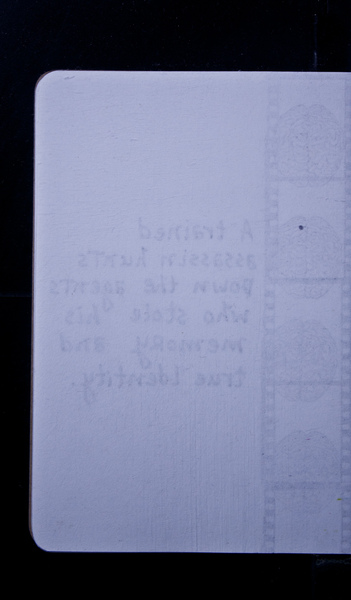 A trained
assassin hunts
down the agents
who stole his
memory and
true identity.